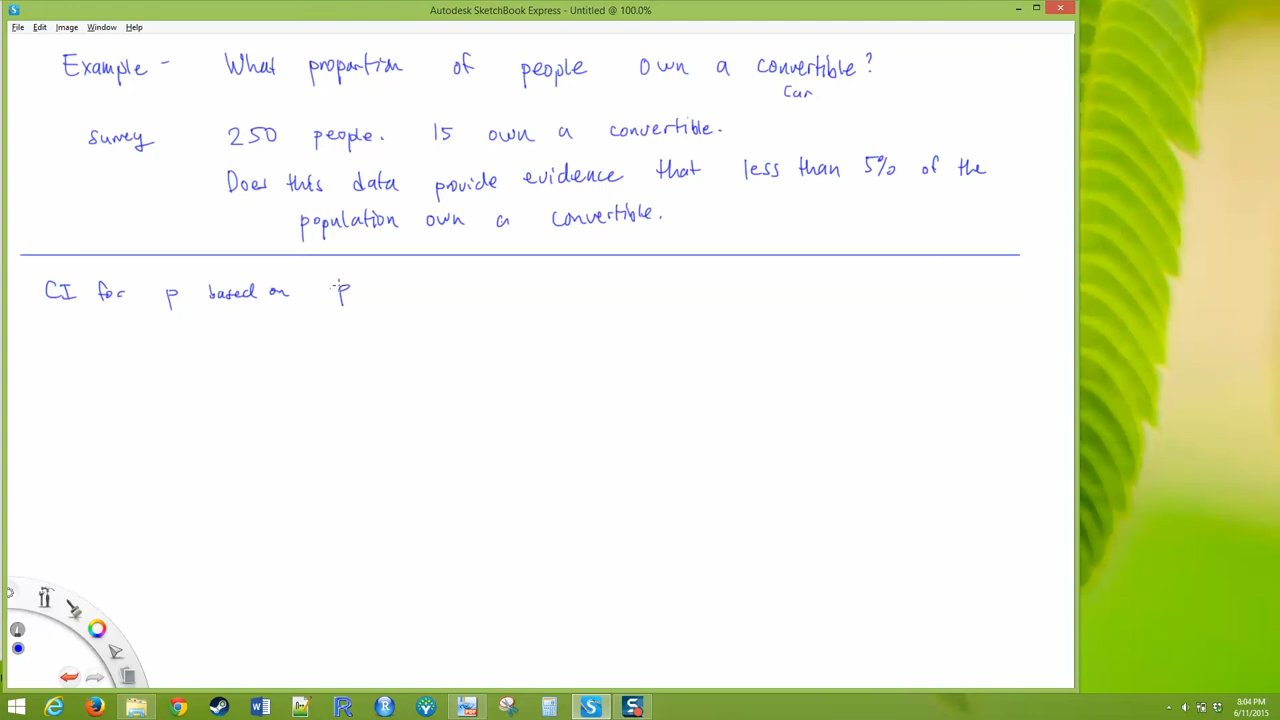 Autodesk SketchBook Express - Untitled @ 100.0%
File Edit Image Window Help
Example - What proportion of people own a convertible?
Car
survey 250 people. 15 own a convertible.
Does this data provide evidence that less than 5% of the
population own a convertible.
CI for p based on p
8:04 PM
6/11/2015